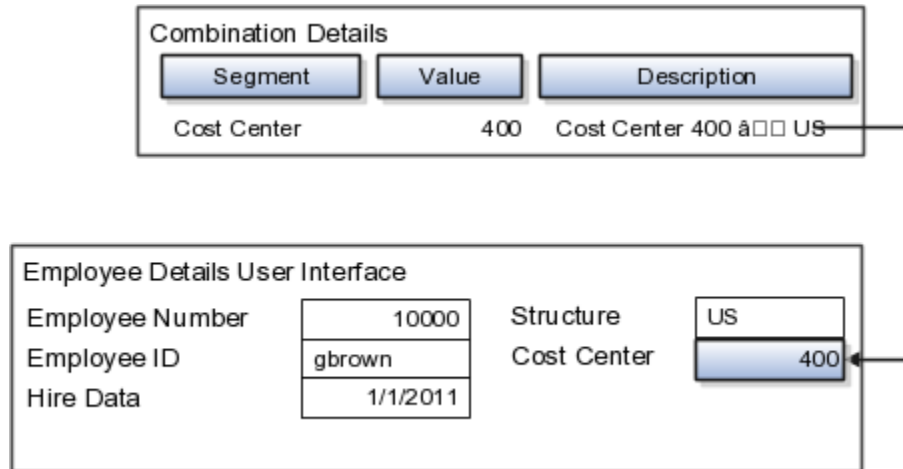 Combination Details
Segment Value Description
Cost Center 400 Cost Center 400 â□□ US
Employee Details User Interface
Employee Number 10000 Structure US
Employee ID gbrown Cost Center 400
Hire Data 1/1/2011